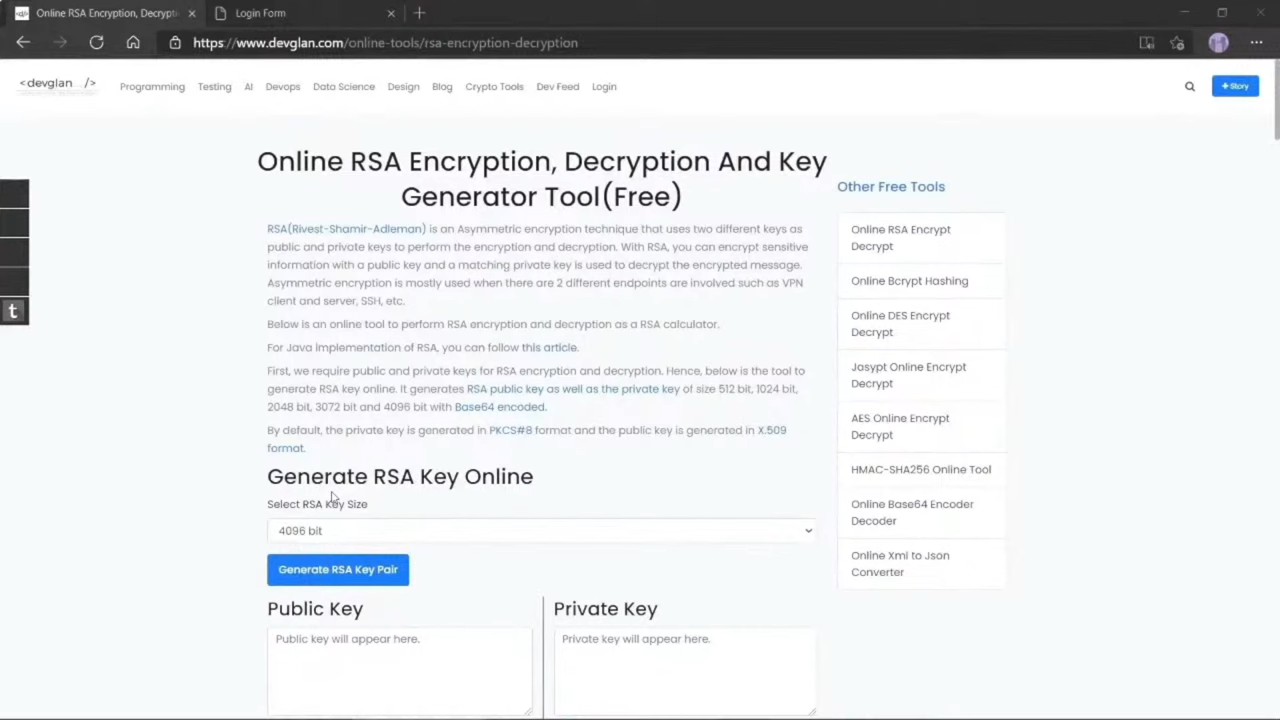 Online RSA Encryption, Decrypti
Login Form
https://www.devglan.com/online-tools/rsa-encryption-decryption
<devglan />
Programming Testing AI Devops Data Science Design Blog Crypto Tools Dev Feed Login
+Story
Online RSA Encryption, Decryption And Key
Generator Tool(Free)
RSA(Rivest-Shamir-Adleman) is an Asymmetric encryption technique that uses two different keys as
public and private keys to perform the encryption and decryption. With RSA, you can encrypt sensitive
information with a public key and a matching private key is used to decrypt the encrypted message.
Asymmetric encryption is mostly used when there are 2 different endpoints are involved such as VPN
client and server, SSH, etc.
Below is an online tool to perform RSA encryption and decryption as a RSA calculator.
For Java implementation of RSA, you can follow this article.
First, we require public and private keys for RSA encryption and decryption. Hence, below is the tool to
generate RSA key online. It generates RSA public key as well as the private key of size 512 bit, 1024 bit,
2048 bit, 3072 bit and 4096 bit with Base64 encoded.
By default, the private key is generated in PKCS#8 format and the public key is generated in X.509
format.
Generate RSA Key Online
Select RSA Key Size
4096 bit
Generate RSA Key Pair
Public Key
Public key will appear here.
Private Key
Private key will appear here.
Other Free Tools
Online RSA Encrypt
Decrypt
Online Bcrypt Hashing
Online DES Encrypt
Decrypt
Jasypt Online Encrypt
Decrypt
AES Online Encrypt
Decrypt
HMAC-SHA256 Online Tool
Online Base64 Encoder
Decoder
Online Xml to Json
Converter
t